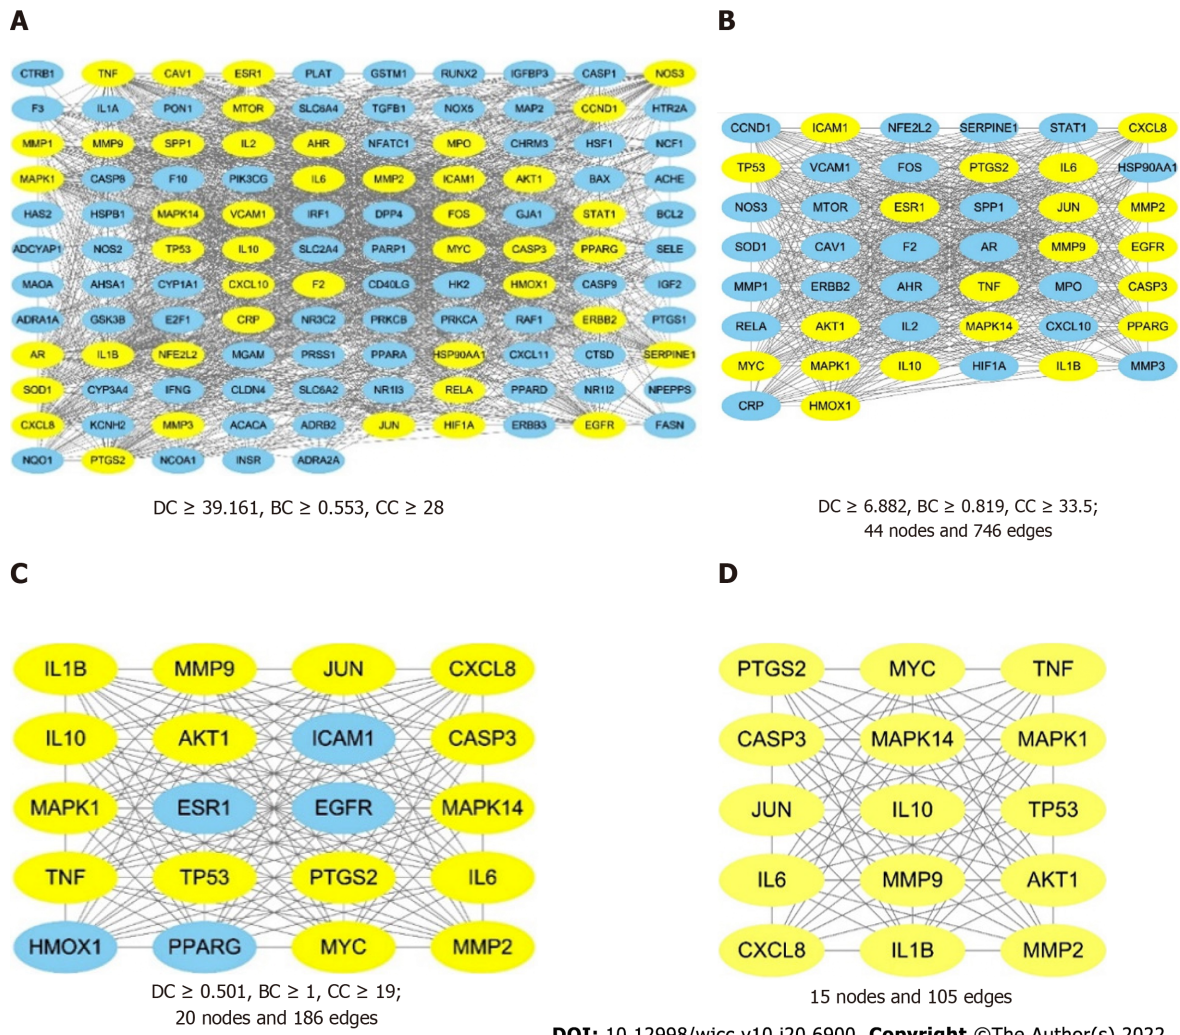 A
B
CTRB1 TNF CAV1 ESR1 PLAT GSTM1 RUNX2 IGFBP3 CASP1 NOS3
F3 IL1A PON1 MTOR SLC6A4 TGFB1 NOX5 MAP2 CCND1 HTR2A
MMP1 MMP9 SPP1 IL2 AHR NFATC1 MPO CHRM3 HSF1 NCF1
MAPK1 CASP8 F10 PIK3CG IL6 MMP2 ICAM1 AKT1 BAX ACHE
HAS2 HSPB1 MAPK14 VCAM1 IRF1 DPP4 FOS GJA1 STAT1 BCL2
ADCYAP1 NOS2 TP53 IL10 SLC2A4 PARP1 MYC CASP3 PPARG SELE
MAOA AHSA1 CYP1A1 CXCL10 F2 CD40LG HK2 HMOX1 CASP9 IGF2
ADRA1A GSK3B E2F1 CRP NR3C2 PRKCB PRKCA RAF1 ERBB2 PTGS1
AR IL1B NFE2L2 MGAM PRSS1 PPARA HSP90AA1 CXCL11 CTSD SERPINE1
SOD1 CYP3A4 IFNG CLDN4 SLC6A2 NR1I3 RELA PPARD NR1I2 NPEPPS
CXCL8 KCNH2 MMP3 ACACA ADRB2 JUN HIF1A ERBB3 EGFR FASN
NQO1 PTGS2 NCOA1 INSR ADRA2A
DC ≥ 39.161, BC ≥ 0.553, CC ≥ 28
CCND1 ICAM1 NFE2L2 SERPINE1 STAT1 CXCL8
TP53 VCAM1 FOS PTGS2 IL6 HSP90AA1
NOS3 MTOR ESR1 SPP1 JUN MMP2
SOD1 CAV1 F2 AR MMP9 EGFR
MMP1 ERBB2 AHR TNF MPO CASP3
RELA AKT1 IL2 MAPK14 CXCL10 PPARG
MYC MAPK1 IL10 HIF1A IL1B MMP3
CRP HMOX1
DC ≥ 6.882, BC ≥ 0.819, CC ≥ 33.5;
44 nodes and 746 edges
C
D
IL1B MMP9 JUN CXCL8
IL10 AKT1 ICAM1 CASP3
MAPK1 ESR1 EGFR MAPK14
TNF TP53 PTGS2 IL6
HMOX1 PPARG MYC MMP2
DC ≥ 0.501, BC ≥ 1, CC ≥ 19;
20 nodes and 186 edges
PTGS2 MYC TNF
CASP3 MAPK14 MAPK1
JUN IL10 TP53
IL6 MMP9 AKT1
CXCL8 IL1B MMP2
15 nodes and 105 edges
DOI: 10.12998/wjcc.v10.i20.6900 Copyright ©The Author(s) 2022